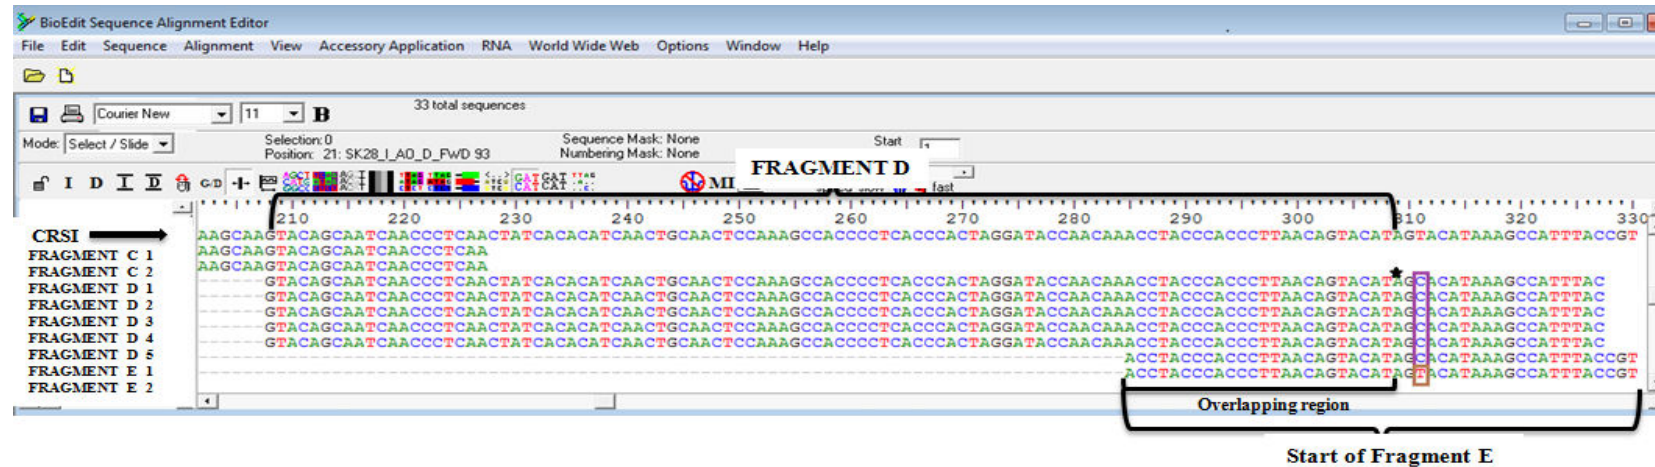 BioEdit Sequence Alignment Editor
File Edit Sequence Alignment View Accessory Application RNA World Wide Web Options Window Help
Courier New 11 B 33 total sequences
Mode: Select / Slide Selection: 0 Sequence Mask: None Start
Position: 21: SK28_I_A0_D_FWD 93 Numbering Mask: None
FRAGMENT D
I D I D G/D MI fast
210 220 230 240 250 260 270 280 290 300 310 320 330
CRSI AAGCAAGTACAGCAATCAACCCTCAACTATCACACATCAACTGCAACTCCAAAGCCACCCCTCACCCACTAGGATACCAACAAACCTACCCACCCTTAACAGTACATAGTACATAAAGCCATTTACCGT
FRAGMENT C 1 AAGCAAGTACAGCAATCAACCCTCAA
FRAGMENT C 2 AAGCAAGTACAGCAATCAACCCTCAA
FRAGMENT D 1 GTACAGCAATCAACCCTCAACTATCACACATCAACTGCAACTCCAAAGCCACCCCTCACCCACTAGGATACCAACAAACCTACCCACCCTTAACAGTACATAGCACATAAAGCCATTTAC
FRAGMENT D 2 GTACAGCAATCAACCCTCAACTATCACACATCAACTGCAACTCCAAAGCCACCCCTCACCCACTAGGATACCAACAAACCTACCCACCCTTAACAGTACATAGCACATAAAGCCATTTAC
FRAGMENT D 3 GTACAGCAATCAACCCTCAACTATCACACATCAACTGCAACTCCAAAGCCACCCCTCACCCACTAGGATACCAACAAACCTACCCACCCTTAACAGTACATAGCACATAAAGCCATTTAC
FRAGMENT D 4 GTACAGCAATCAACCCTCAACTATCACACATCAACTGCAACTCCAAAGCCACCCCTCACCCACTAGGATACCAACAAACCTACCCACCCTTAACAGTACATAGCACATAAAGCCATTTAC
FRAGMENT D 5 GTACAGCAATCAACCCTCAACTATCACACATCAACTGCAACTCCAAAGCCACCCCTCACCCACTAGGATACCAACAAACCTACCCACCCTTAACAGTACATAGCACATAAAGCCATTTAC
FRAGMENT E 1 ACCTACCCACCCTTAACAGTACATAGCACATAAAGCCATTTACCGT
FRAGMENT E 2 ACCTACCCACCCTTAACAGTACATAGTACATAAAGCCATTTACCGT
Overlapping region
Start of Fragment E